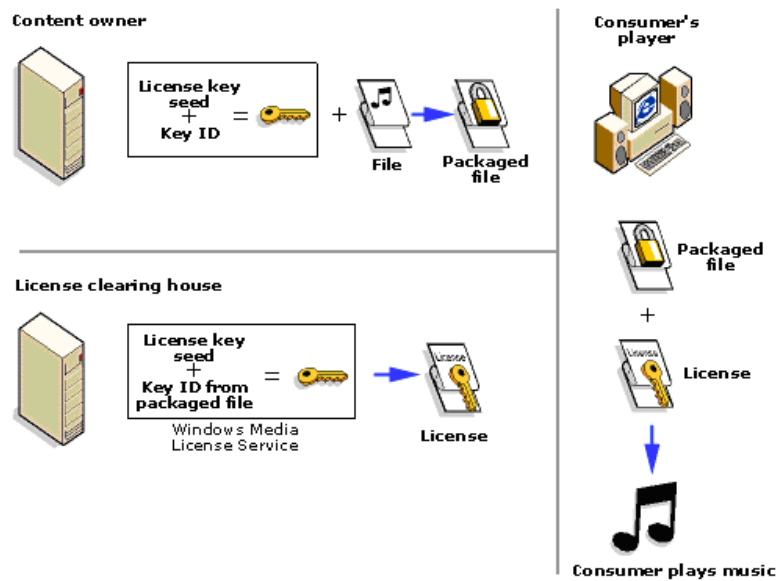 Content owner
License key
seed
+
Key ID
=
+
File
Packaged
file
License clearing house
License key
seed
+
Key ID from
packaged file
=
Windows Media
License Service
License
License
Consumer's
player
Packaged
file
+
License
License
Consumer plays music